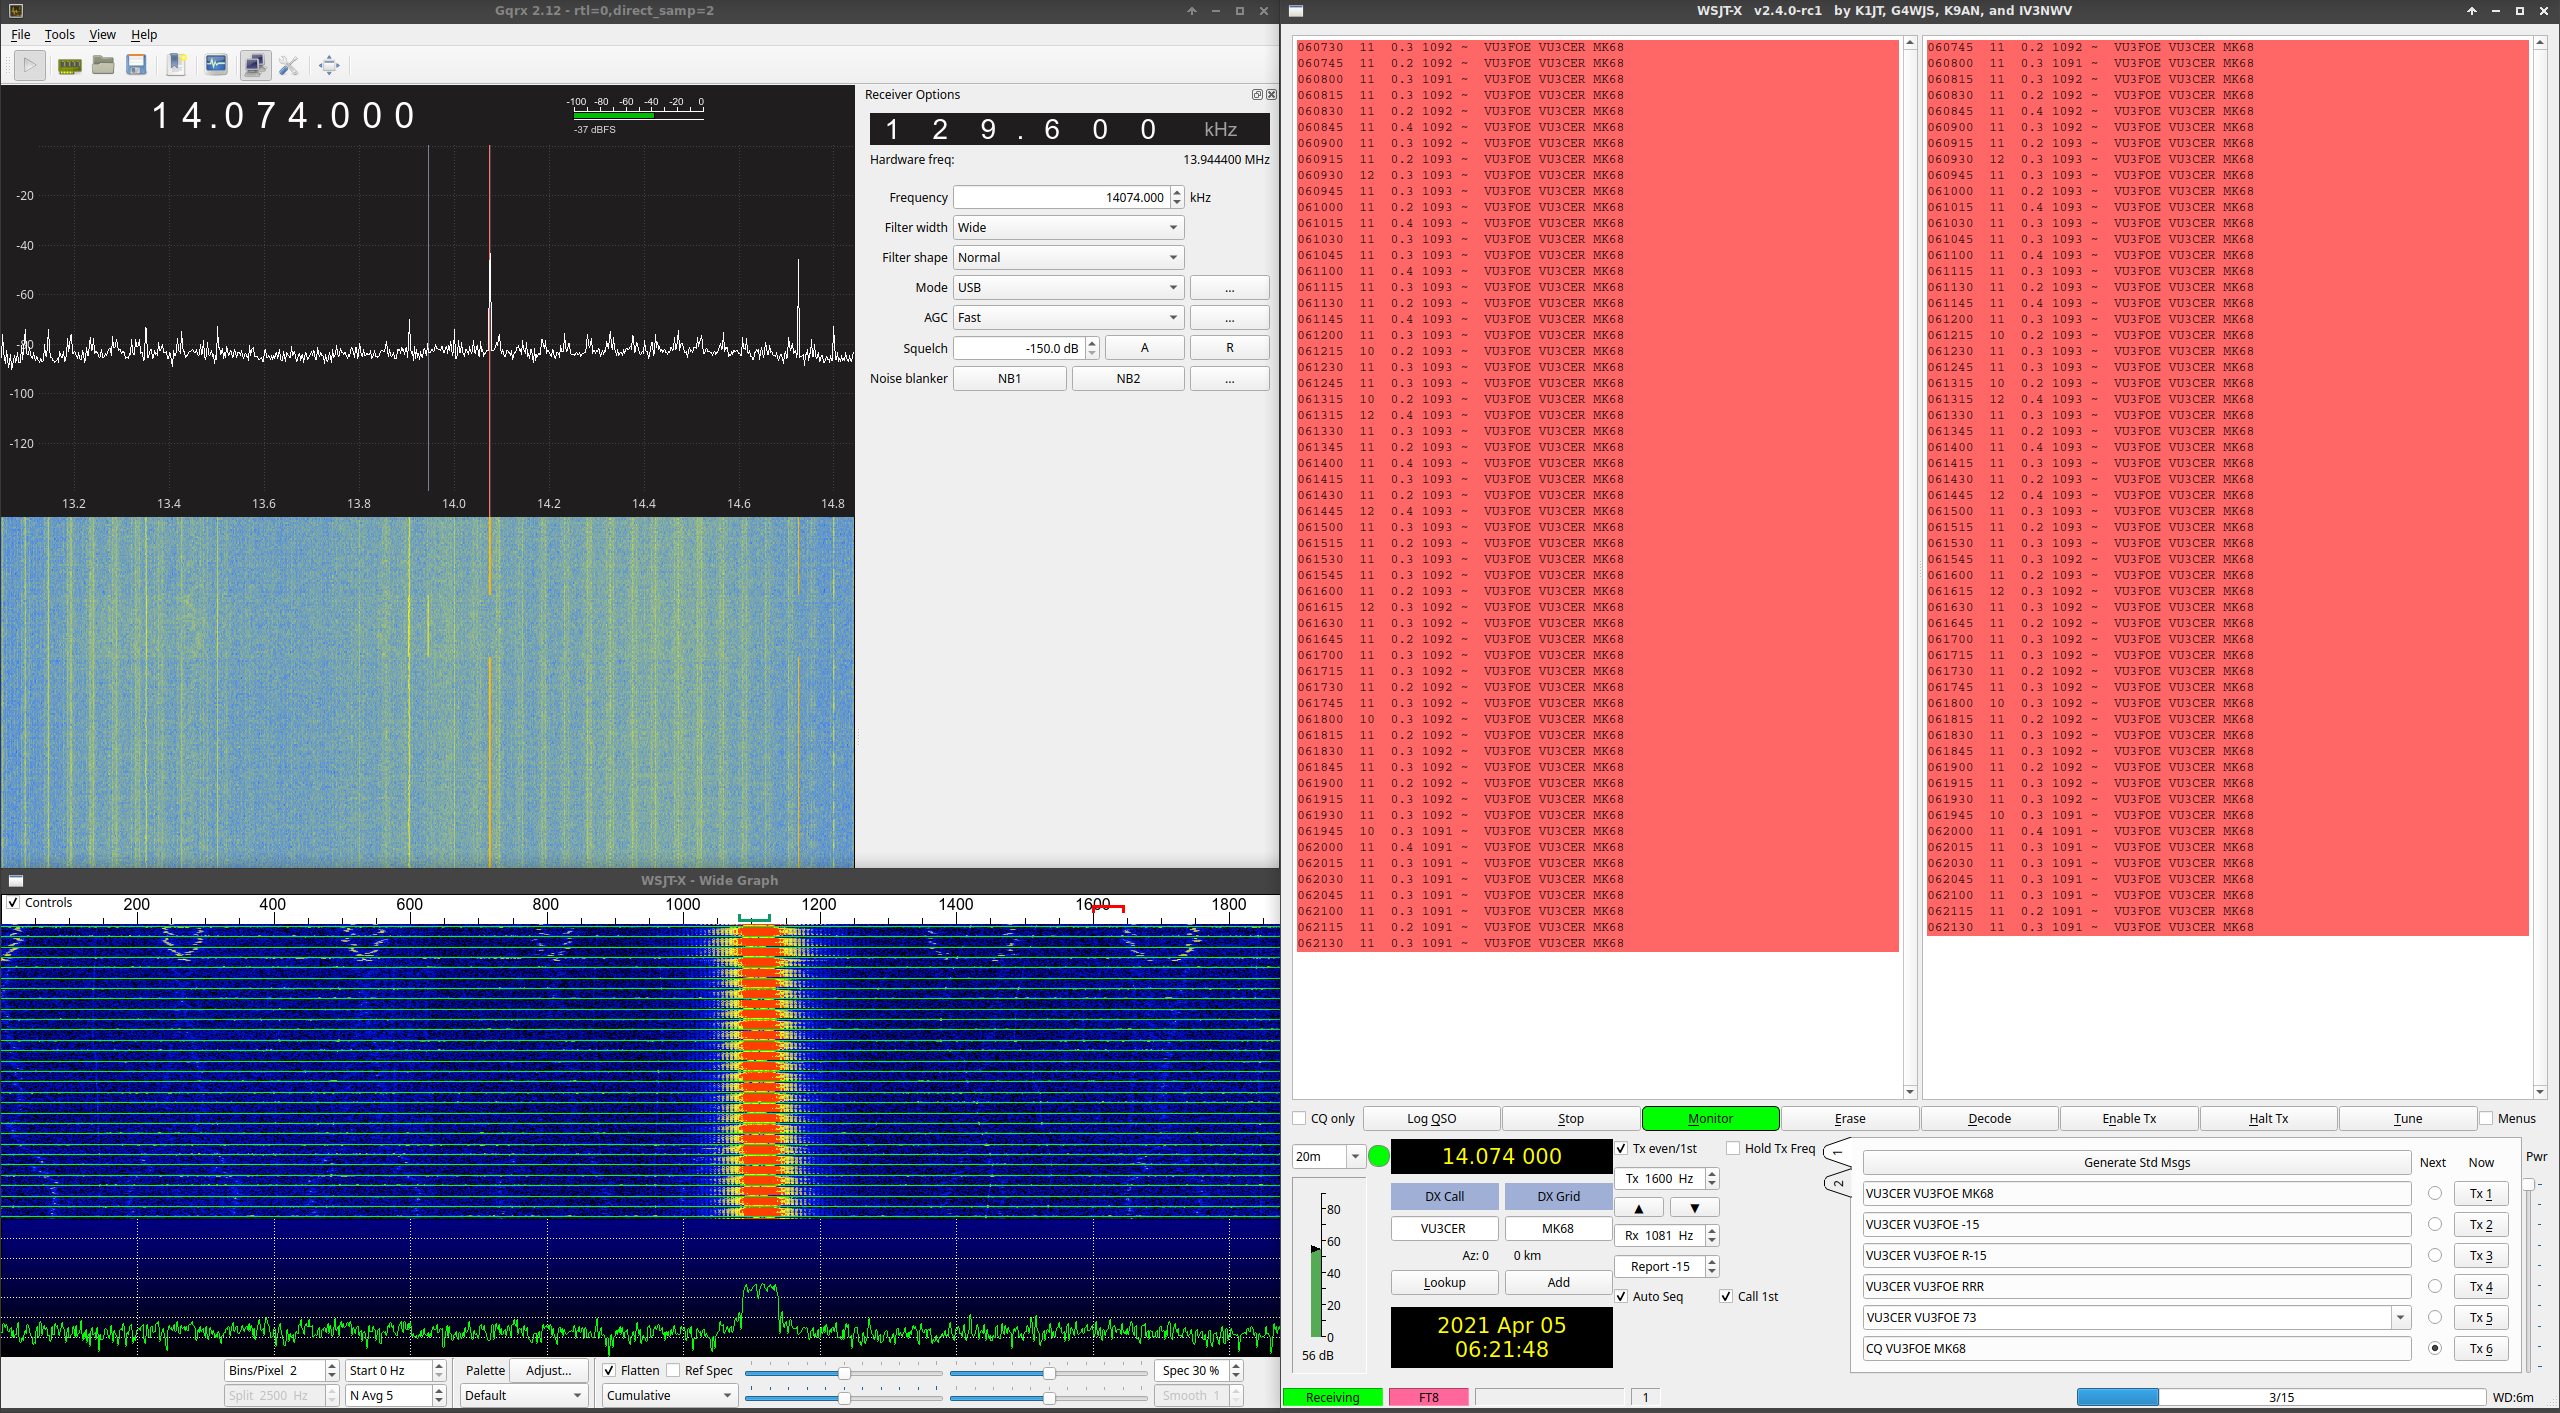 Gqrx 2.12 - rtl=0,direct_samp=2
File Tools View Help
14.074.000
-100 -80 -60 -40 -20 0
-37 dBFS
-20
-40
-60
-80
-100
-120
13.2 13.4 13.6 13.8 14.0 14.2 14.4 14.6 14.8
Receiver Options
129.600 kHz
Hardware freq: 13.944400 MHz
Frequency 14074.000 kHz
Filter width Wide
Filter shape Normal
Mode USB ...
AGC Fast ...
Squelch -150.0 dB A R
Noise blanker NB1 NB2 ...
WSJT-X - Wide Graph
Controls 200 400 600 800 1000 1200 1400 1600 1800
Bins/Pixel 2 Start 0 Hz Palette Adjust... Flatten Ref Spec Spec 30 %
Split 2500 Hz N Avg 5 Default Cumulative Smooth 1
WSJT-X v2.4.0-rc1 by K1JT, G4WJS, K9AN, and IV3NWV
060730 11 0.3 1092 ~ VU3FOE VU3CER MK68
060745 11 0.2 1092 ~ VU3FOE VU3CER MK68
060800 11 0.3 1091 ~ VU3FOE VU3CER MK68
060815 11 0.3 1092 ~ VU3FOE VU3CER MK68
060830 11 0.2 1092 ~ VU3FOE VU3CER MK68
060845 11 0.4 1092 ~ VU3FOE VU3CER MK68
060900 11 0.3 1092 ~ VU3FOE VU3CER MK68
060915 11 0.2 1093 ~ VU3FOE VU3CER MK68
060930 12 0.3 1093 ~ VU3FOE VU3CER MK68
060945 11 0.3 1093 ~ VU3FOE VU3CER MK68
061000 11 0.2 1093 ~ VU3FOE VU3CER MK68
061015 11 0.4 1093 ~ VU3FOE VU3CER MK68
061030 11 0.3 1093 ~ VU3FOE VU3CER MK68
061045 11 0.3 1093 ~ VU3FOE VU3CER MK68
061100 11 0.4 1093 ~ VU3FOE VU3CER MK68
061115 11 0.3 1093 ~ VU3FOE VU3CER MK68
061130 11 0.2 1093 ~ VU3FOE VU3CER MK68
061145 11 0.4 1093 ~ VU3FOE VU3CER MK68
061200 11 0.3 1093 ~ VU3FOE VU3CER MK68
061215 10 0.2 1093 ~ VU3FOE VU3CER MK68
061230 11 0.3 1093 ~ VU3FOE VU3CER MK68
061245 11 0.3 1093 ~ VU3FOE VU3CER MK68
061315 10 0.2 1093 ~ VU3FOE VU3CER MK68
061315 12 0.4 1093 ~ VU3FOE VU3CER MK68
061330 11 0.3 1093 ~ VU3FOE VU3CER MK68
061345 11 0.2 1093 ~ VU3FOE VU3CER MK68
061400 11 0.4 1093 ~ VU3FOE VU3CER MK68
061415 11 0.3 1093 ~ VU3FOE VU3CER MK68
061430 11 0.2 1093 ~ VU3FOE VU3CER MK68
061445 12 0.4 1093 ~ VU3FOE VU3CER MK68
061500 11 0.3 1093 ~ VU3FOE VU3CER MK68
061515 11 0.2 1093 ~ VU3FOE VU3CER MK68
061530 11 0.3 1093 ~ VU3FOE VU3CER MK68
061545 11 0.3 1092 ~ VU3FOE VU3CER MK68
061600 11 0.2 1093 ~ VU3FOE VU3CER MK68
061615 12 0.3 1092 ~ VU3FOE VU3CER MK68
061630 11 0.3 1092 ~ VU3FOE VU3CER MK68
061645 11 0.2 1092 ~ VU3FOE VU3CER MK68
061700 11 0.3 1092 ~ VU3FOE VU3CER MK68
061715 11 0.3 1092 ~ VU3FOE VU3CER MK68
061730 11 0.2 1092 ~ VU3FOE VU3CER MK68
061745 11 0.3 1092 ~ VU3FOE VU3CER MK68
061800 10 0.3 1092 ~ VU3FOE VU3CER MK68
061815 11 0.2 1092 ~ VU3FOE VU3CER MK68
061830 11 0.3 1092 ~ VU3FOE VU3CER MK68
061845 11 0.3 1092 ~ VU3FOE VU3CER MK68
061900 11 0.2 1092 ~ VU3FOE VU3CER MK68
061915 11 0.3 1092 ~ VU3FOE VU3CER MK68
061930 11 0.3 1092 ~ VU3FOE VU3CER MK68
061945 10 0.3 1091 ~ VU3FOE VU3CER MK68
062000 11 0.4 1091 ~ VU3FOE VU3CER MK68
062015 11 0.3 1091 ~ VU3FOE VU3CER MK68
062030 11 0.3 1091 ~ VU3FOE VU3CER MK68
062045 11 0.3 1091 ~ VU3FOE VU3CER MK68
062100 11 0.3 1091 ~ VU3FOE VU3CER MK68
062115 11 0.2 1091 ~ VU3FOE VU3CER MK68
062130 11 0.3 1091 ~ VU3FOE VU3CER MK68
060745 11 0.2 1092 ~ VU3FOE VU3CER MK68
060800 11 0.3 1091 ~ VU3FOE VU3CER MK68
060815 11 0.3 1092 ~ VU3FOE VU3CER MK68
060830 11 0.2 1092 ~ VU3FOE VU3CER MK68
060845 11 0.4 1092 ~ VU3FOE VU3CER MK68
060900 11 0.3 1092 ~ VU3FOE VU3CER MK68
060915 11 0.2 1093 ~ VU3FOE VU3CER MK68
060930 12 0.3 1093 ~ VU3FOE VU3CER MK68
060945 11 0.3 1093 ~ VU3FOE VU3CER MK68
061000 11 0.2 1093 ~ VU3FOE VU3CER MK68
061015 11 0.4 1093 ~ VU3FOE VU3CER MK68
061030 11 0.3 1093 ~ VU3FOE VU3CER MK68
061045 11 0.3 1093 ~ VU3FOE VU3CER MK68
061100 11 0.4 1093 ~ VU3FOE VU3CER MK68
061115 11 0.3 1093 ~ VU3FOE VU3CER MK68
061130 11 0.2 1093 ~ VU3FOE VU3CER MK68
061145 11 0.4 1093 ~ VU3FOE VU3CER MK68
061200 11 0.3 1093 ~ VU3FOE VU3CER MK68
061215 10 0.2 1093 ~ VU3FOE VU3CER MK68
061230 11 0.3 1093 ~ VU3FOE VU3CER MK68
061245 11 0.3 1093 ~ VU3FOE VU3CER MK68
061315 10 0.2 1093 ~ VU3FOE VU3CER MK68
061315 12 0.4 1093 ~ VU3FOE VU3CER MK68
061330 11 0.3 1093 ~ VU3FOE VU3CER MK68
061345 11 0.2 1093 ~ VU3FOE VU3CER MK68
061400 11 0.4 1093 ~ VU3FOE VU3CER MK68
061415 11 0.3 1093 ~ VU3FOE VU3CER MK68
061430 11 0.2 1093 ~ VU3FOE VU3CER MK68
061445 12 0.4 1093 ~ VU3FOE VU3CER MK68
061500 11 0.3 1093 ~ VU3FOE VU3CER MK68
061515 11 0.2 1093 ~ VU3FOE VU3CER MK68
061530 11 0.3 1093 ~ VU3FOE VU3CER MK68
061545 11 0.3 1092 ~ VU3FOE VU3CER MK68
061600 11 0.2 1093 ~ VU3FOE VU3CER MK68
061615 12 0.3 1092 ~ VU3FOE VU3CER MK68
061630 11 0.3 1092 ~ VU3FOE VU3CER MK68
061645 11 0.2 1092 ~ VU3FOE VU3CER MK68
061700 11 0.3 1092 ~ VU3FOE VU3CER MK68
061715 11 0.3 1092 ~ VU3FOE VU3CER MK68
061730 11 0.2 1092 ~ VU3FOE VU3CER MK68
061745 11 0.3 1092 ~ VU3FOE VU3CER MK68
061800 10 0.3 1092 ~ VU3FOE VU3CER MK68
061815 11 0.2 1092 ~ VU3FOE VU3CER MK68
061830 11 0.3 1092 ~ VU3FOE VU3CER MK68
061845 11 0.3 1092 ~ VU3FOE VU3CER MK68
061900 11 0.2 1092 ~ VU3FOE VU3CER MK68
061915 11 0.3 1092 ~ VU3FOE VU3CER MK68
061930 11 0.3 1092 ~ VU3FOE VU3CER MK68
061945 10 0.3 1091 ~ VU3FOE VU3CER MK68
062000 11 0.4 1091 ~ VU3FOE VU3CER MK68
062015 11 0.3 1091 ~ VU3FOE VU3CER MK68
062030 11 0.3 1091 ~ VU3FOE VU3CER MK68
062045 11 0.3 1091 ~ VU3FOE VU3CER MK68
062100 11 0.3 1091 ~ VU3FOE VU3CER MK68
062115 11 0.2 1091 ~ VU3FOE VU3CER MK68
062130 11 0.3 1091 ~ VU3FOE VU3CER MK68
CQ only Log QSO Stop Monitor Erase Decode Enable Tx Halt Tx Tune Menus
20m 14.074 000 Tx even/1st Hold Tx Freq
Tx 1600 Hz
DX Call DX Grid
VU3CER MK68 Rx 1081 Hz
Az: 0 0 km Report -15
Lookup Add Auto Seq Call 1st
2021 Apr 05
06:21:48
80
60
40
20
0
56 dB
1
2
Generate Std Msgs Next Now Pwr
VU3CER VU3FOE MK68 Tx 1
VU3CER VU3FOE -15 Tx 2
VU3CER VU3FOE R-15 Tx 3
VU3CER VU3FOE RRR Tx 4
VU3CER VU3FOE 73 Tx 5
CQ VU3FOE MK68 Tx 6
Receiving FT8 1 3/15 WD:6m